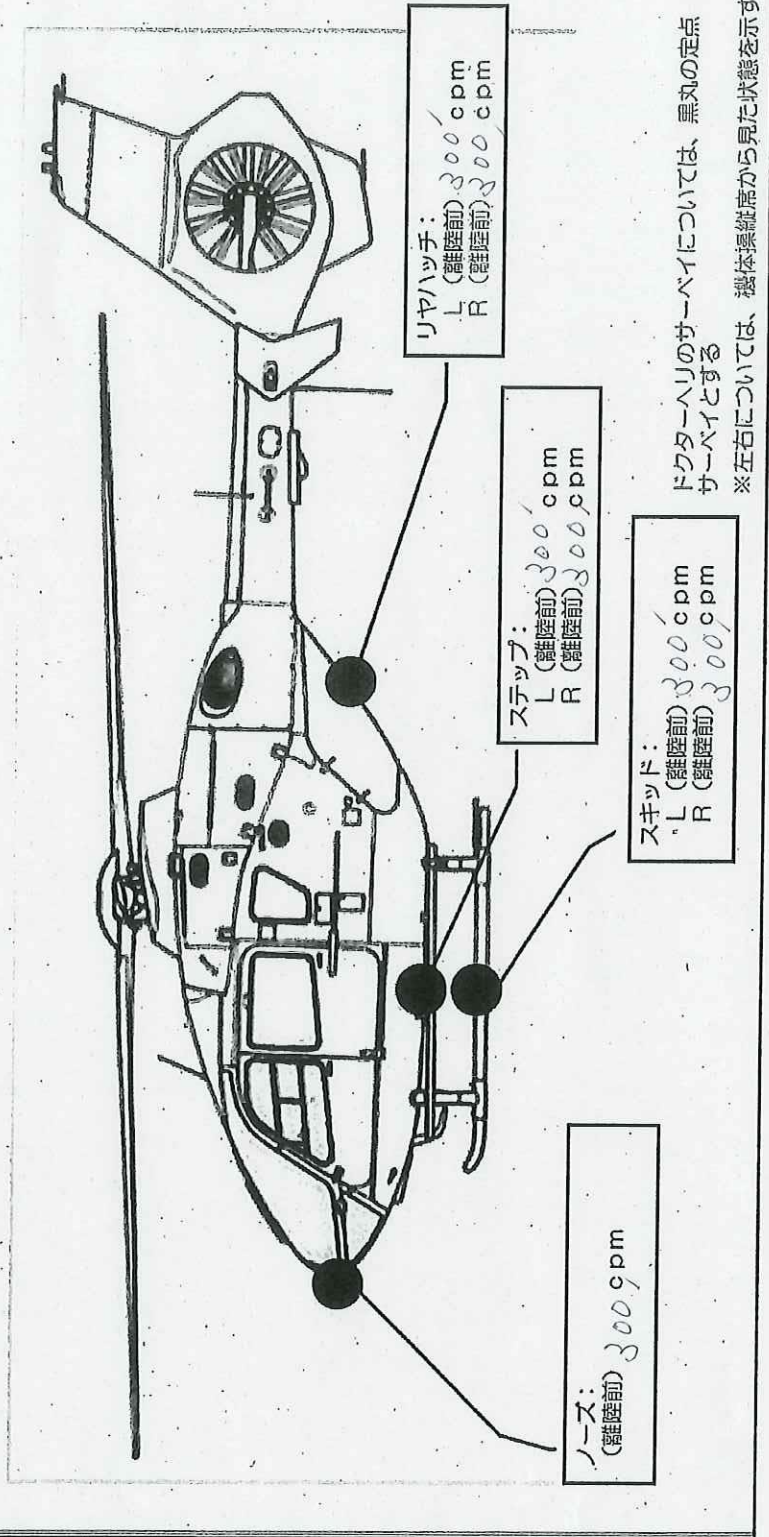 ノーズ：
（離陸前）300 cpm
スキッド：
L（離陸前）300 cpm
R（離陸前）300 cpm
ステップ：
L（離陸前）300 cpm
R（離陸前）300 cpm
リヤハッチ：
L（離陸前）300 cpm
R（離陸前）300 cpm
ドクターヘリのサーベイについては、黒丸の定点
サーベイとする
※左右については、機体操縦席から見た状態を示す